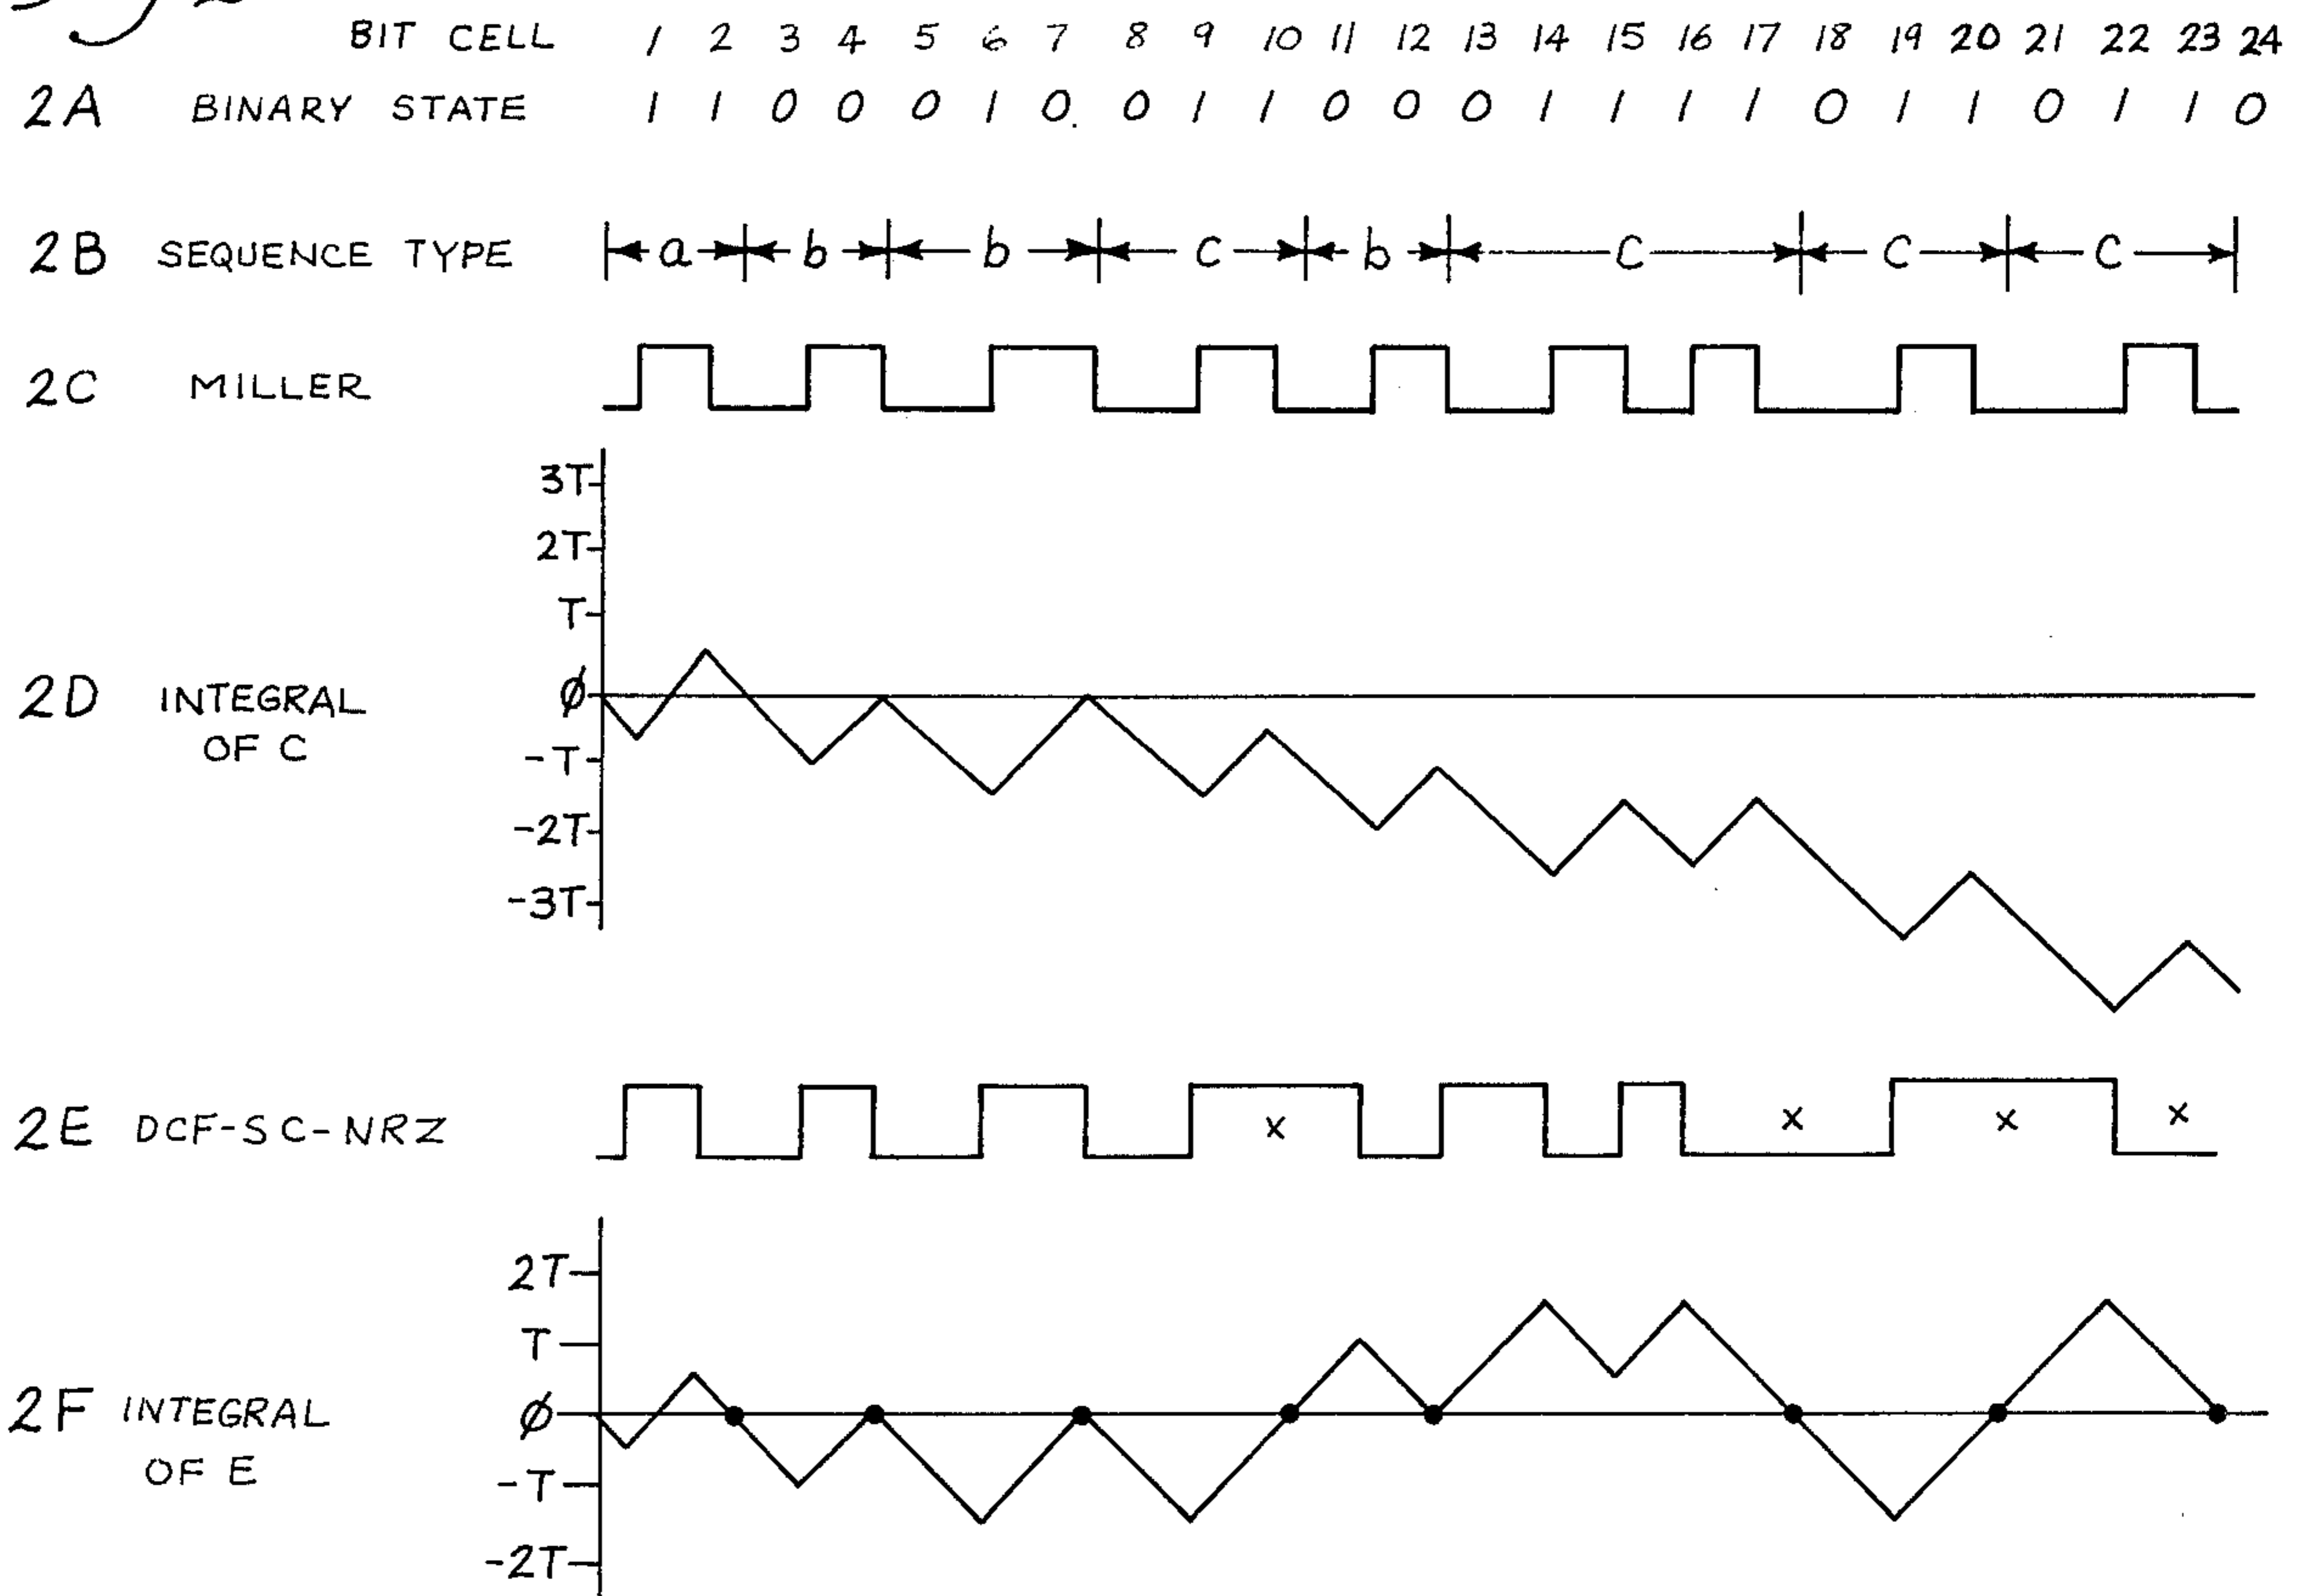 BIT CELL 1 2 3 4 5 6 7 8 9 10 11 12 13 14 15 16 17 18 19 20 21 22 23 24
2A BINARY STATE 1 1 0 0 0 1 0. 0 1 1 0 0 0 1 1 1 1 0 1 1 0 1 1 0
2B SEQUENCE TYPE a b b c b C C C
2C MILLER
3T
2T
T
2D INTEGRAL OF C
Ø
-T
-2T
-3T
2E DCF-SC-NRZ X X X X
2T
T
2F INTEGRAL OF E
Ø
-T
-2T